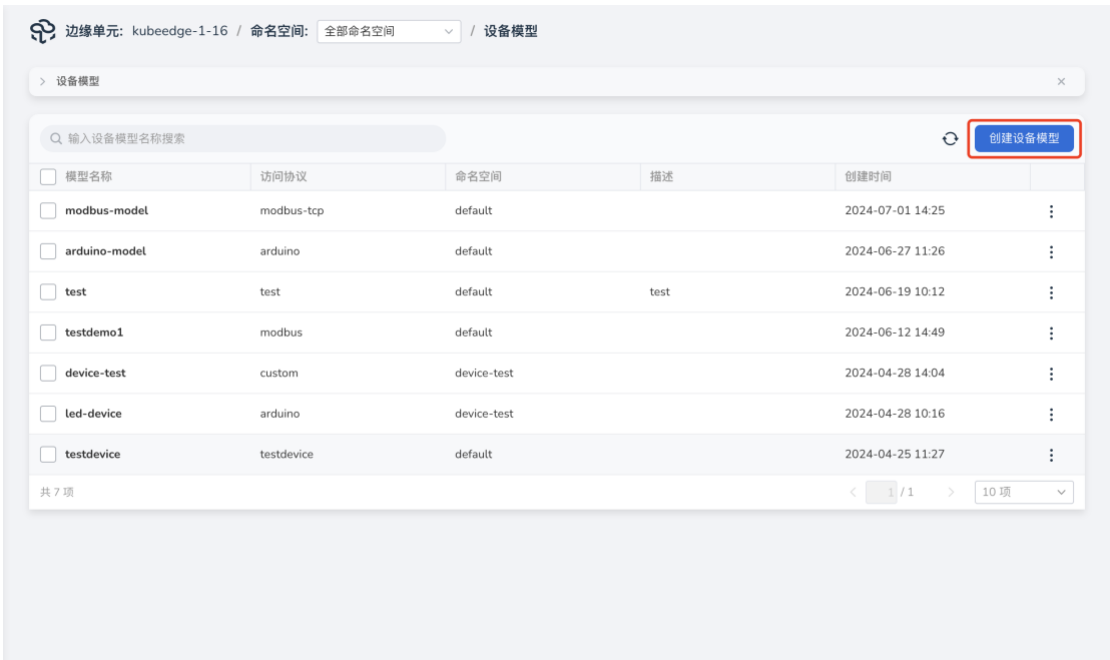 边缘单元: kubeedge-1-16 / 命名空间: 全部命名空间 / 设备模型
设备模型
输入设备模型名称搜索 创建设备模型
模型名称 访问协议 命名空间 描述 创建时间
modbus-model modbus-tcp default 2024-07-01 14:25
arduino-model arduino default 2024-06-27 11:26
test test default test 2024-06-19 10:12
testdemo1 modbus default 2024-06-12 14:49
device-test custom device-test 2024-04-28 14:04
led-device arduino device-test 2024-04-28 10:16
testdevice testdevice default 2024-04-25 11:27
共 7 项 1 / 1 10 项